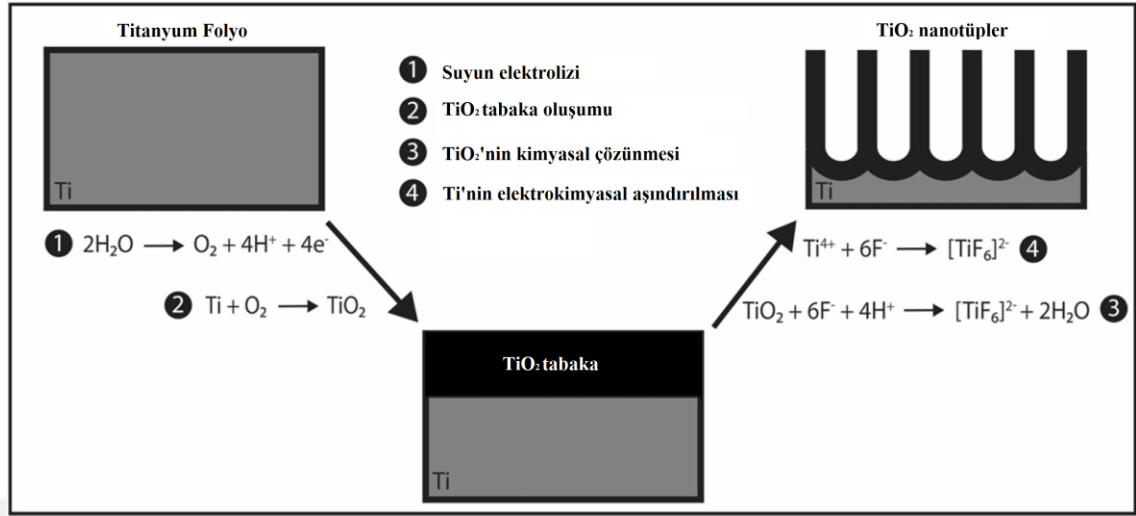 Titanyum Folyo
Ti
1 Suyun elektrolizi
2 TiO₂ tabaka oluşumu
3 TiO₂'nin kimyasal çözünmesi
4 Ti'nin elektrokimyasal aşındırılması
TiO₂ nanotüpler
Ti
1 2H₂O → O₂ + 4H⁺ + 4e⁻
2 Ti + O₂ → TiO₂
Ti⁴⁺ + 6F⁻ → [TiF₆]²⁻ 4
TiO₂ + 6F⁻ + 4H⁺ → [TiF₆]²⁻ + 2H₂O 3
TiO₂ tabaka
Ti